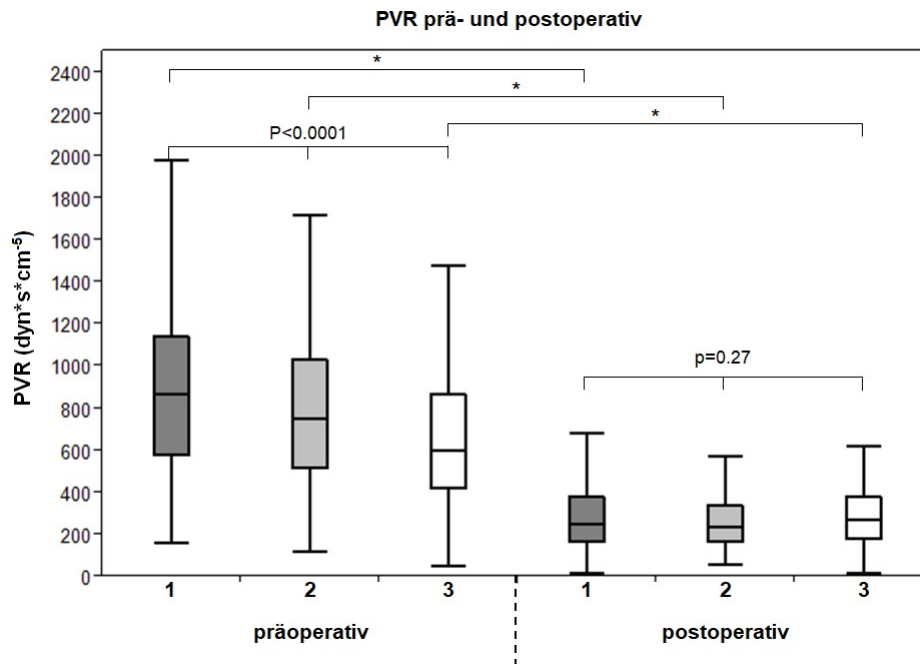 PVR prä- und postoperativ
PVR (dyn*s*cm-5)
2400
2200
2000
1800
1600
1400
1200
1000
800
600
400
200
0
*
*
*
P<0.0001
p=0.27
1 2 3 1 2 3
präoperativ postoperativ